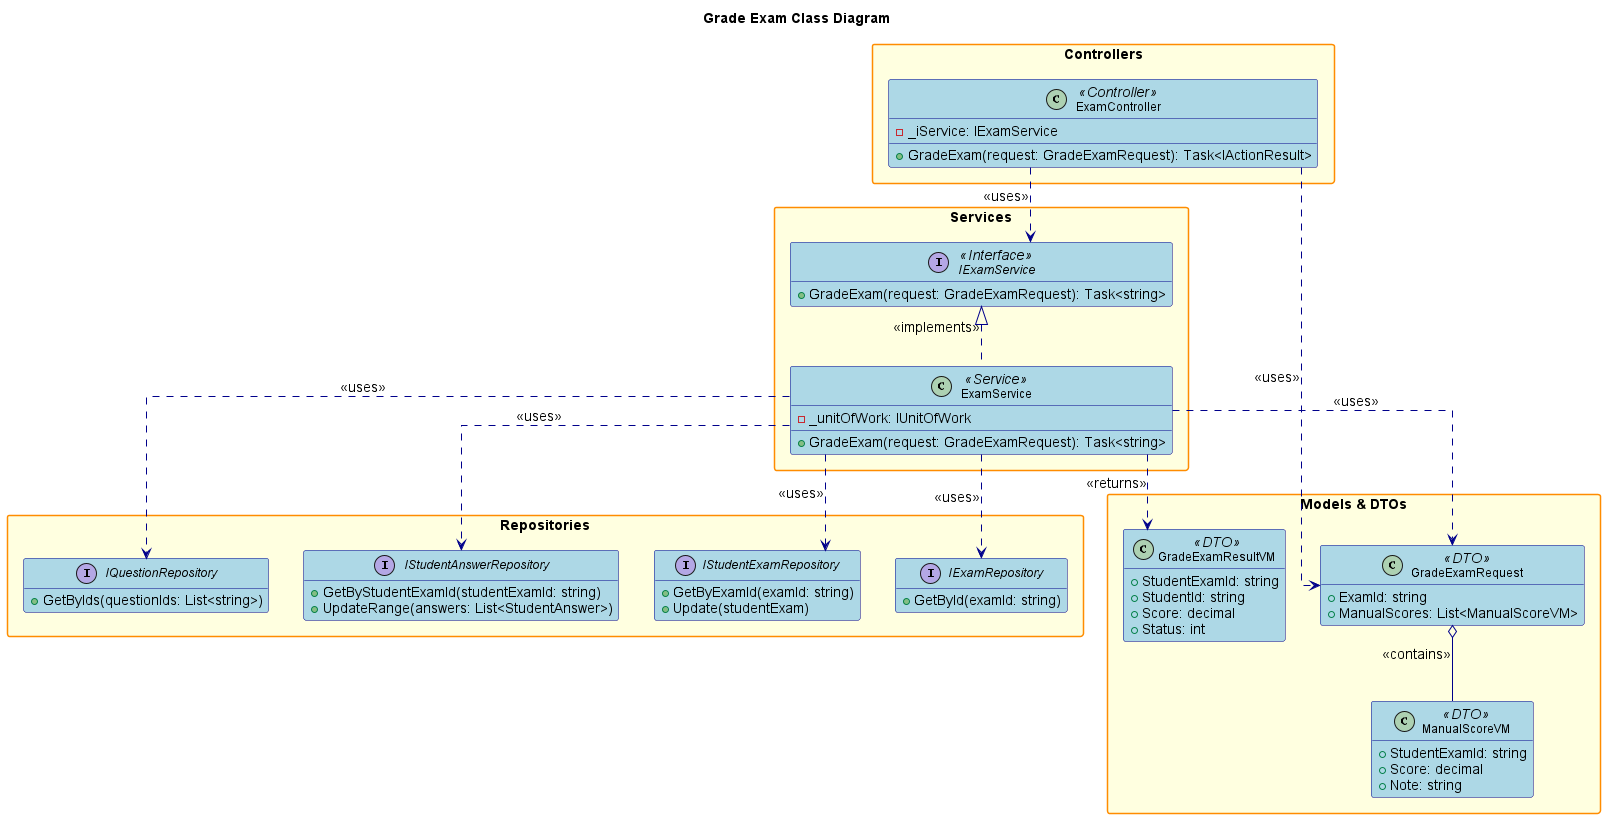 Grade Exam Class Diagram
Controllers
C
«Controller»
ExamController
_iService: IExamService
GradeExam(request: GradeExamRequest): Task<IActionResult>
«uses»
Services
I
«Interface»
IExamService
GradeExam(request: GradeExamRequest): Task<string>
«implements»
C
«Service»
ExamService
_unitOfWork: IUnitOfWork
GradeExam(request: GradeExamRequest): Task<string>
«uses»
«uses»
«uses»
«uses»
«uses»
«uses»
«returns»
Repositories
I
IQuestionRepository
GetByIds(questionIds: List<string>)
I
IStudentAnswerRepository
GetByStudentExamId(studentExamId: string)
UpdateRange(answers: List<StudentAnswer>)
I
IStudentExamRepository
GetByExamId(examId: string)
Update(studentExam)
I
IExamRepository
GetById(examId: string)
Models & DTOs
C
«DTO»
GradeExamResultVM
StudentExamId: string
StudentId: string
Score: decimal
Status: int
C
«DTO»
GradeExamRequest
ExamId: string
ManualScores: List<ManualScoreVM>
«contains»
C
«DTO»
ManualScoreVM
StudentExamId: string
Score: decimal
Note: string